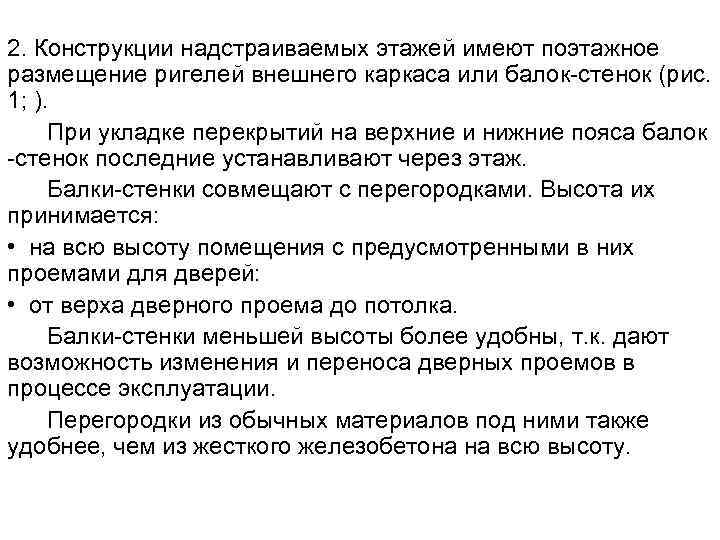 2. Конструкции надстраиваемых этажей имеют поэтажное
размещение ригелей внешнего каркаса или балок-стенок (рис.
1; ).
При укладке перекрытий на верхние и нижние пояса балок
-стенок последние устанавливают через этаж.
Балки-стенки совмещают с перегородками. Высота их
принимается:
• на всю высоту помещения с предусмотренными в них
проемами для дверей:
• от верха дверного проема до потолка.
Балки-стенки меньшей высоты более удобны, т.к. дают
возможность изменения и переноса дверных проемов в
процессе эксплуатации.
Перегородки из обычных материалов под ними также
удобнее, чем из жесткого железобетона на всю высоту.